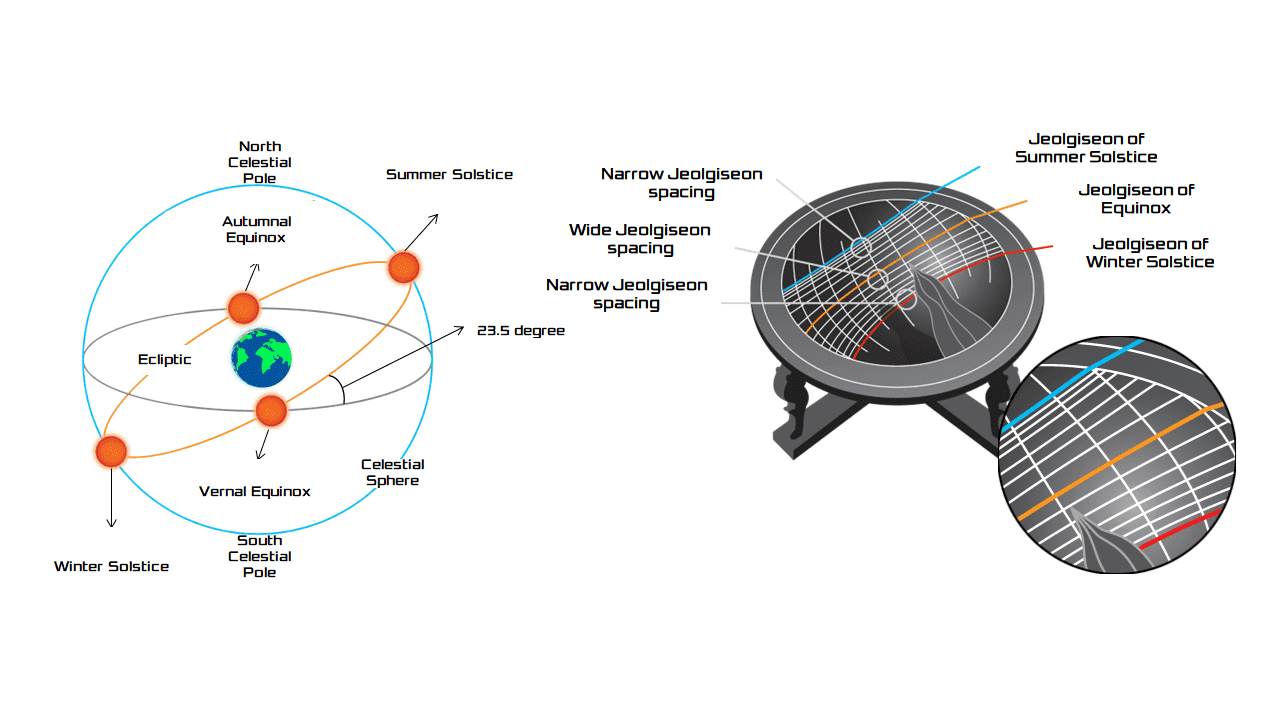 North
Celestial
Pole
Summer Solstice
Autumnal
Equinox
23.5 degree
Ecliptic
Celestial
Sphere
Vernal Equinox
South
Celestial
Pole
Winter Solstice
Jeolgiseon of
Summer Solstice
Narrow Jeolgiseon
spacing
Jeolgiseon of
Equinox
Wide Jeolgiseon
spacing
Jeolgiseon of
Winter Solstice
Narrow Jeolgiseon
spacing